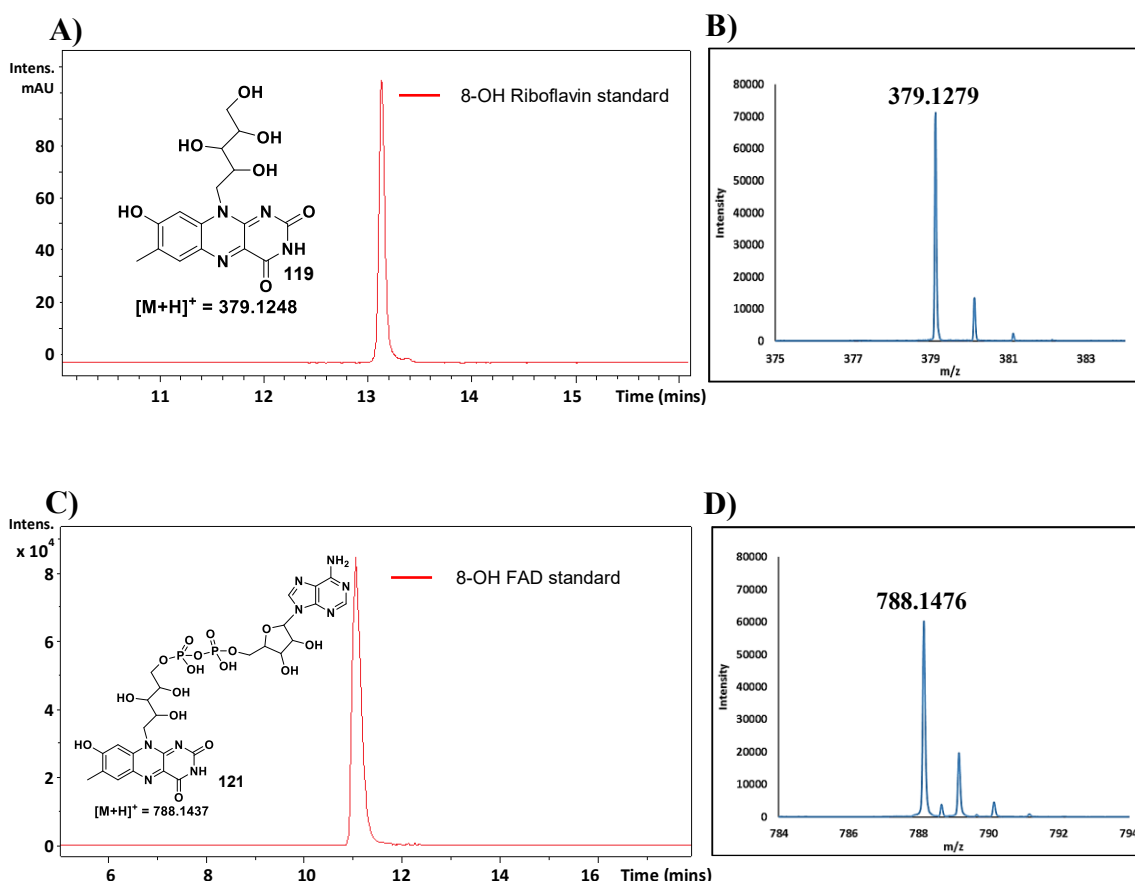 A)
Intens.
mAU
80
60
40
20
0
11
12
13
14
15
Time (mins)
8-OH Riboflavin standard
OH
OH
HO
OH
HO
N
N
O
N
NH
O
119
[M+H]⁺ = 379.1248
B)
379.1279
Intensity
80000
70000
60000
50000
40000
30000
20000
10000
0
375
377
379
381
383
m/z
C)
Intens.
x 10⁴
8
6
4
2
0
6
8
10
12
14
16
Time (mins)
8-OH FAD standard
NH₂
N
N
N
N
O
O
O
O
P
O
P
O
OH
OH
OH
OH
HO
OH
OH
HO
N
N
O
N
NH
O
121
[M+H]⁺ = 788.1437
D)
788.1476
Intensity
80000
70000
60000
50000
40000
30000
20000
10000
0
784
786
788
790
792
794
m/z